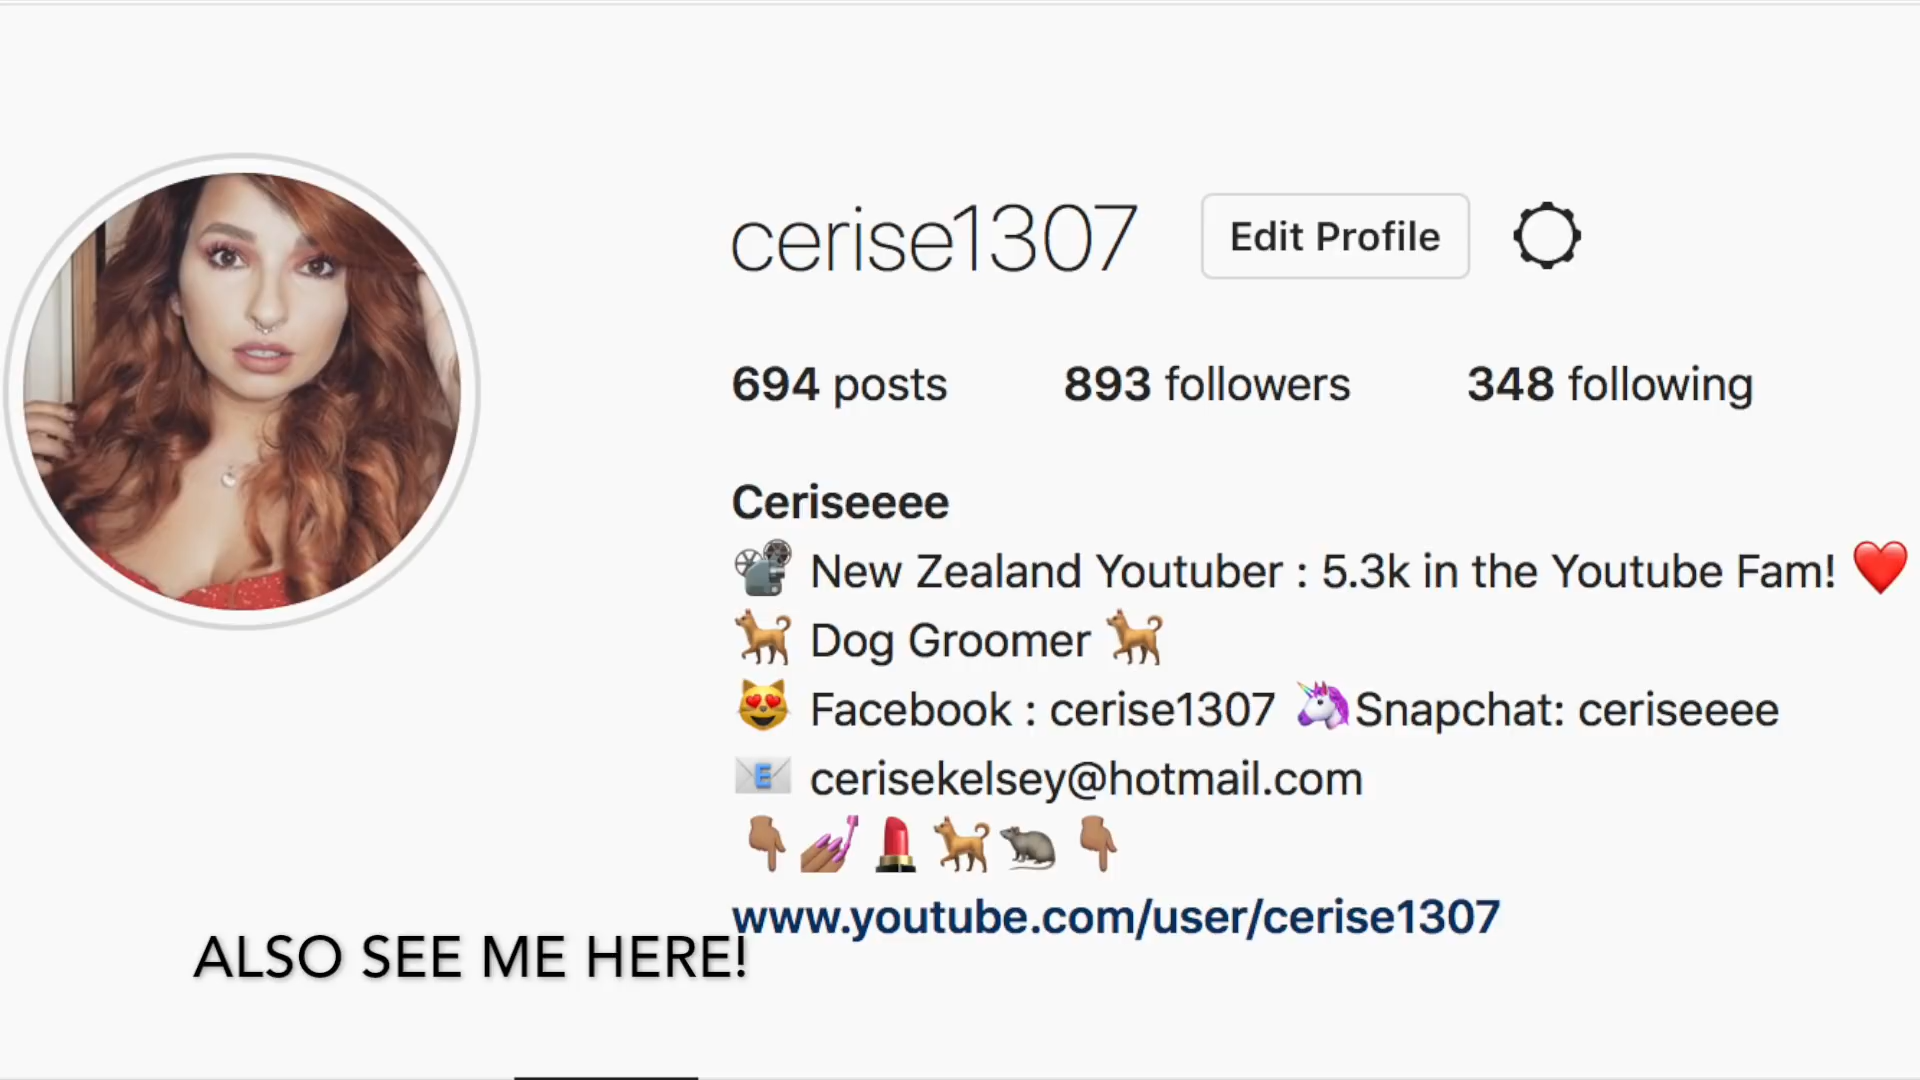 cerise1307 Edit Profile
694 posts 893 followers 348 following
Ceriseeee
📽 New Zealand Youtuber : 5.3k in the Youtube Fam! ❤️
🐕 Dog Groomer 🐕
😻 Facebook : cerise1307 🦄Snapchat: ceriseeee
📧 cerisekelsey@hotmail.com
👇🏽💅🏽💄🐕🐀👇🏽
www.youtube.com/user/cerise1307
ALSO SEE ME HERE!